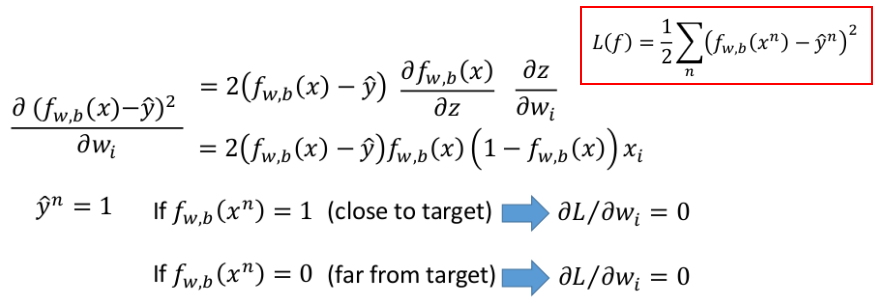 L(f) = 1/2 ∑_n (f_{w,b}(x^n) − ŷ^n)^2
∂ (f_{w,b}(x)−ŷ)^2 / ∂w_i = 2(f_{w,b}(x) − ŷ) ∂f_{w,b}(x)/∂z ∂z/∂w_i
= 2(f_{w,b}(x) − ŷ)f_{w,b}(x)(1 − f_{w,b}(x))x_i
ŷ^n = 1 If f_{w,b}(x^n) = 1 (close to target) ∂L/∂w_i = 0
If f_{w,b}(x^n) = 0 (far from target) ∂L/∂w_i = 0